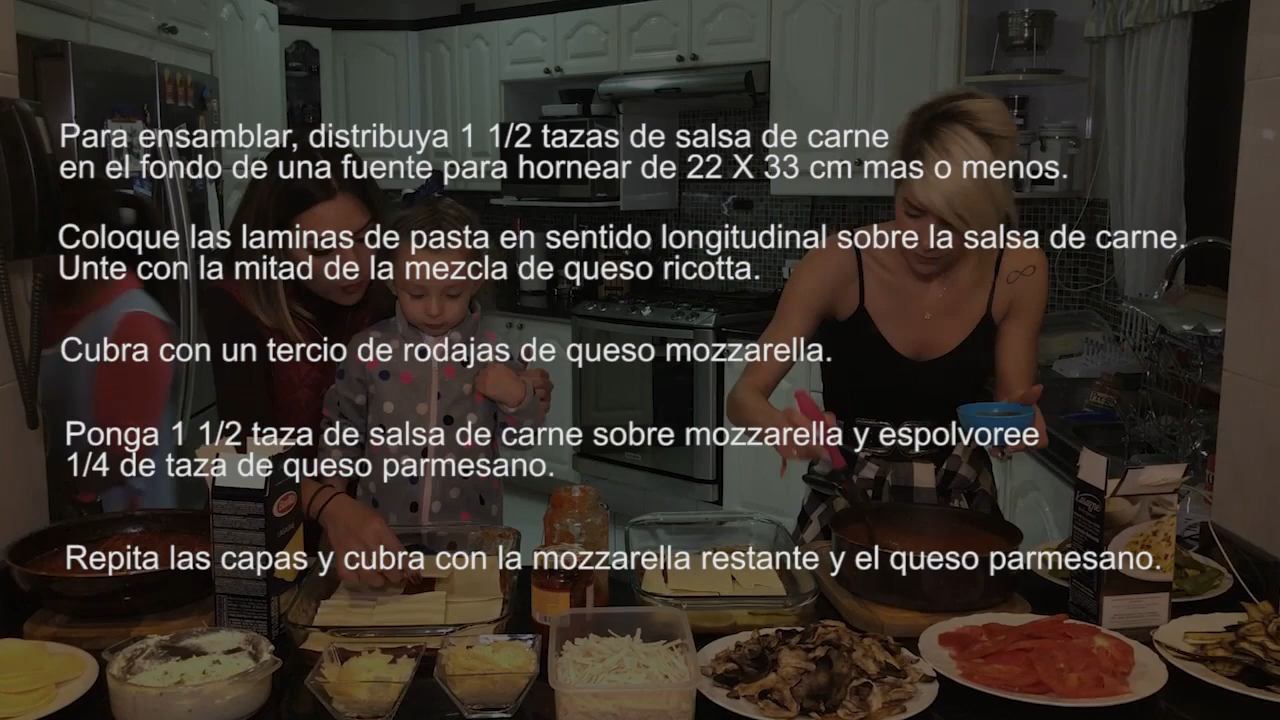 Para ensamblar, distribuya 1 1/2 tazas de salsa de carne
en el fondo de una fuente para hornear de 22 X 33 cm mas o menos.
Coloque las laminas de pasta en sentido longitudinal sobre la salsa de carne.
Unte con la mitad de la mezcla de queso ricotta.
Cubra con un tercio de rodajas de queso mozzarella.
Ponga 1 1/2 taza de salsa de carne sobre mozzarella y espolvoree
1/4 de taza de queso parmesano.
Repita las capas y cubra con la mozzarella restante y el queso parmesano.